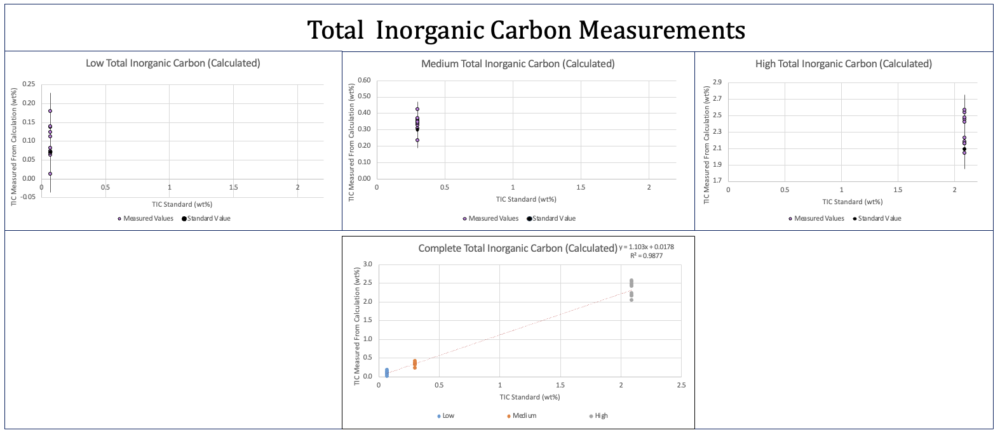 Total  Inorganic Carbon Measurements
Low Total Inorganic Carbon (Calculated)
TIC Measured From Calculation (wt%)
0.25
0.20
0.15
0.10
0.05
0.00
-0.05
0 0.5 1 1.5 2
TIC Standard (wt%)
Measured Values Standard Value
Medium Total Inorganic Carbon (Calculated)
TIC Measured From Calculation (wt%)
0.60
0.50
0.40
0.30
0.20
0.10
0.00
0 0.5 1 1.5 2
TIC Standard (wt%)
Measured Values Standard Value
High Total Inorganic Carbon (Calculated)
TIC Measured From Calculation (wt%)
2.9
2.7
2.5
2.3
2.1
1.9
1.7
0 0.5 1 1.5 2
TIC Standard (wt%)
Measured Values Standard Value
Complete Total Inorganic Carbon (Calculated)
y = 1.103x + 0.0178
R² = 0.9877
TIC Measured From Calculation (wt%)
3.0
2.5
2.0
1.5
1.0
0.5
0.0
0 0.5 1 1.5 2 2.5
TIC Standard (wt%)
Low Medium High